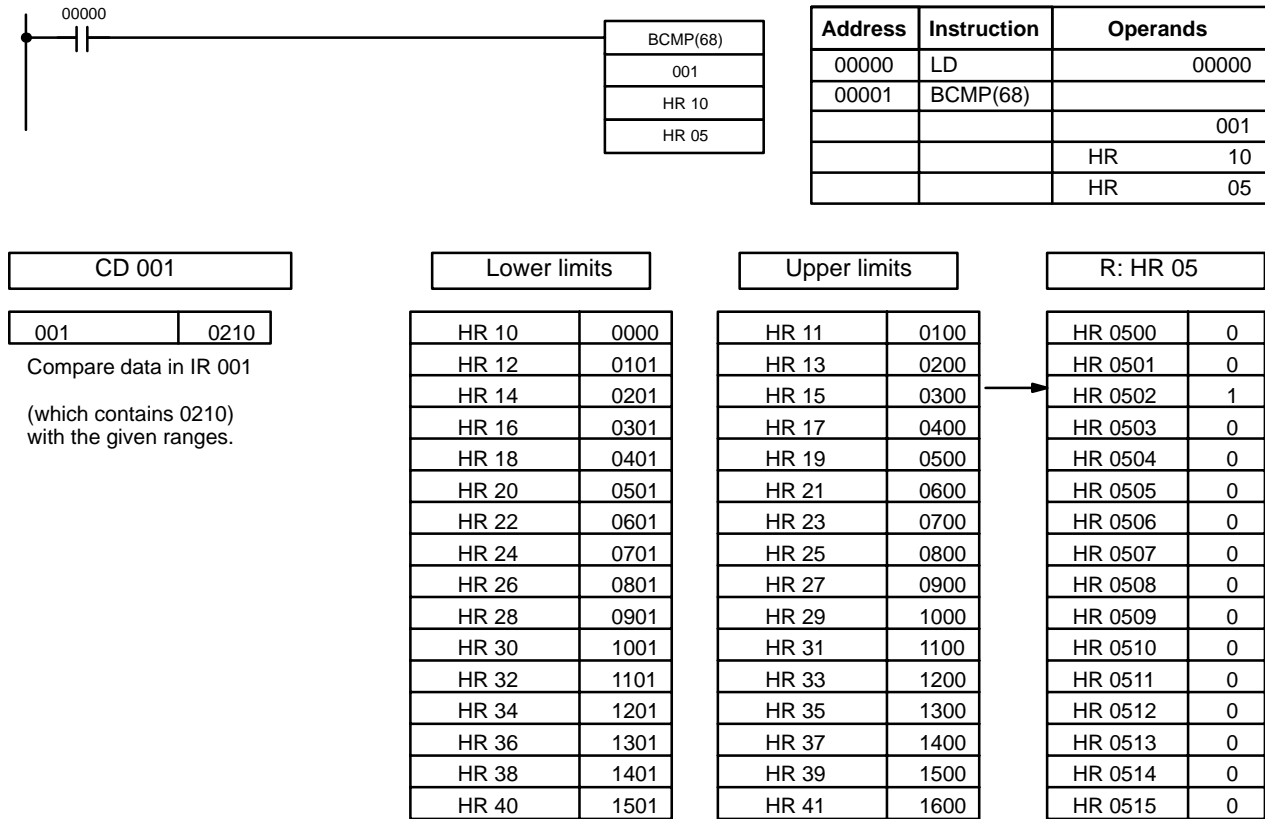 00000
BCMP(68)
001
HR 10
HR 05
Address Instruction Operands
00000 LD 00000
00001 BCMP(68)
001
HR 10
HR 05
CD 001 Lower limits Upper limits R: HR 05
001 0210
Compare data in IR 001
(which contains 0210)
with the given ranges.
HR 10 0000 HR 11 0100 HR 0500 0
HR 12 0101 HR 13 0200 HR 0501 0
HR 14 0201 HR 15 0300 HR 0502 1
HR 16 0301 HR 17 0400 HR 0503 0
HR 18 0401 HR 19 0500 HR 0504 0
HR 20 0501 HR 21 0600 HR 0505 0
HR 22 0601 HR 23 0700 HR 0506 0
HR 24 0701 HR 25 0800 HR 0507 0
HR 26 0801 HR 27 0900 HR 0508 0
HR 28 0901 HR 29 1000 HR 0509 0
HR 30 1001 HR 31 1100 HR 0510 0
HR 32 1101 HR 33 1200 HR 0511 0
HR 34 1201 HR 35 1300 HR 0512 0
HR 36 1301 HR 37 1400 HR 0513 0
HR 38 1401 HR 39 1500 HR 0514 0
HR 40 1501 HR 41 1600 HR 0515 0